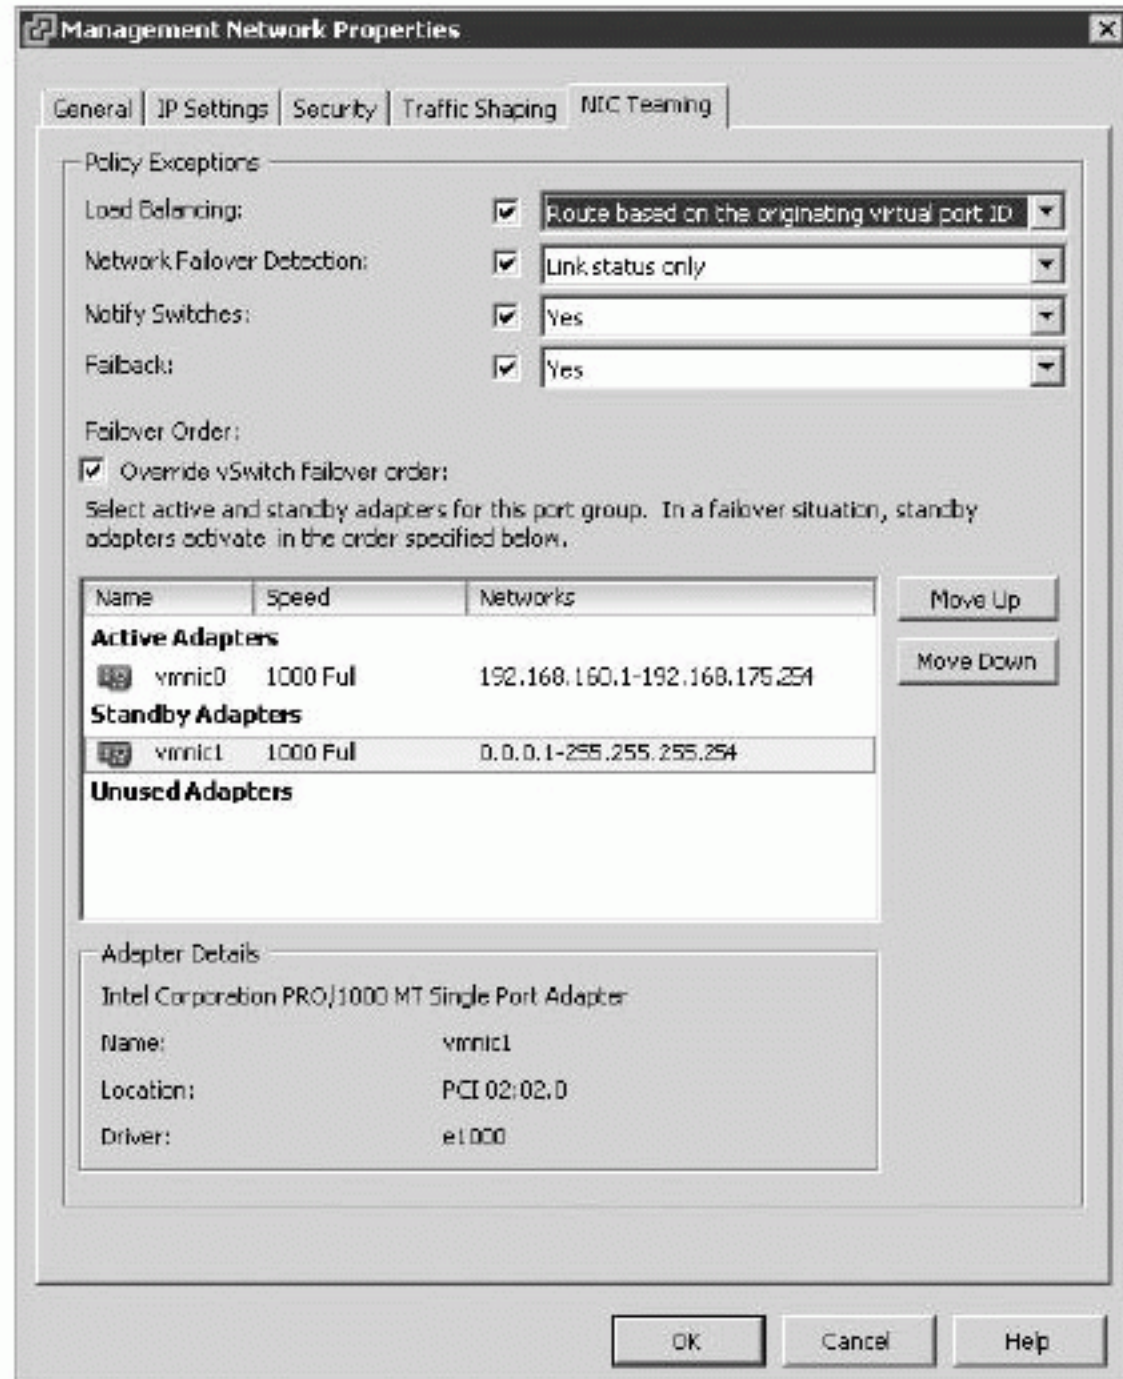 Management Network Properties
General IP Settings Security Traffic Shaping NIC Teaming
Policy Exceptions
Load Balancing: Route based on the originating virtual port ID
Network Failover Detection: Link status only
Notify Switches: Yes
Failback: Yes
Failover Order:
Override vSwitch failover order:
Select active and standby adapters for this port group. In a failover situation, standby
adapters activate in the order specified below.
Name Speed Networks
Move Up
Active Adapters
vmnic0 1000 Full 192.168.160.1-192.168.175.254
Move Down
Standby Adapters
vmnic1 1000 Full 0.0.0.1-255.255.255.254
Unused Adapters
Adapter Details
Intel Corporation PRO/1000 MT Single Port Adapter
Name: vmnic1
Location: PCI 02:02.0
Driver: e1000
OK Cancel Help